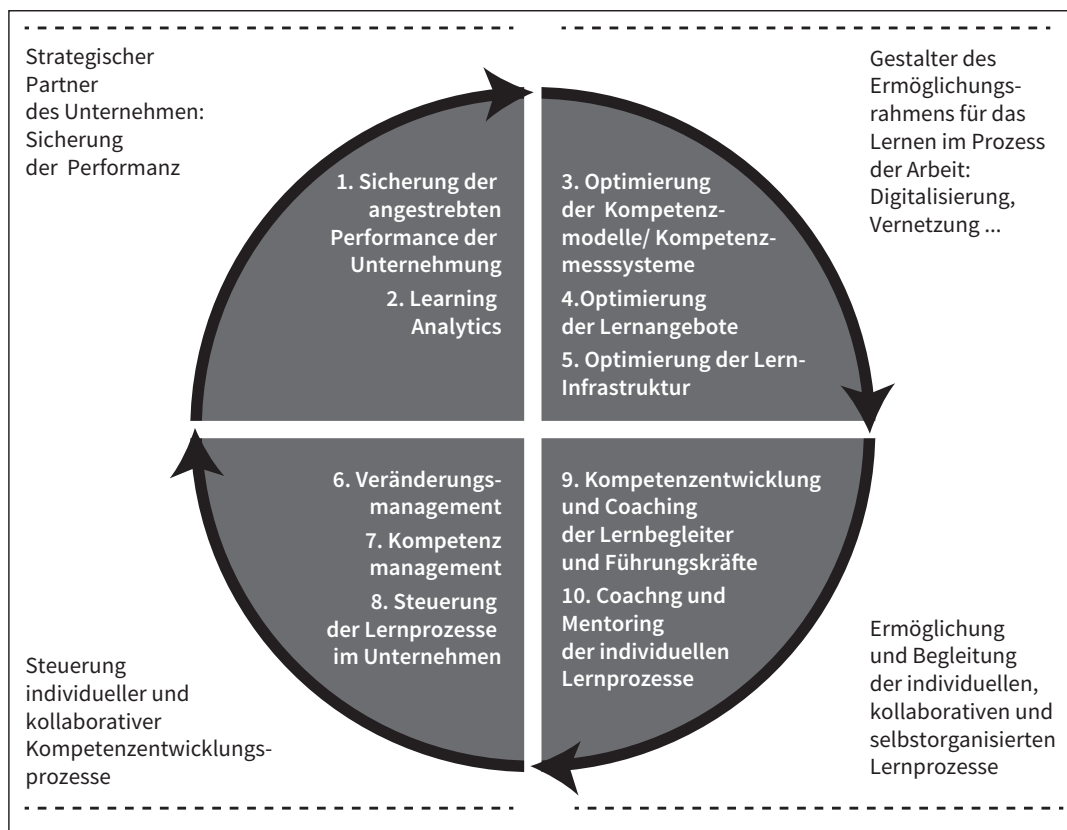 Strategischer
Partner
des Unternehmen:
Sicherung
der Performanz
Gestalter des
Ermöglichungs-
rahmens für das
Lernen im Prozess
der Arbeit:
Digitalisierung,
Vernetzung ...
1. Sicherung der
angestrebten
Performance der
Unternehmung
2. Learning
Analytics
3. Optimierung
der Kompetenz-
modelle/ Kompetenz-
messsysteme
4.Optimierung
der Lernangebote
5. Optimierung der Lern-
Infrastruktur
6. Veränderungs-
management
7. Kompetenz
management
8. Steuerung
der Lernprozesse
im Unternehmen
9. Kompetenzentwicklung
und Coaching
der Lernbegleiter
und Führungskräfte
10. Coachng und
Mentoring
der individuellen
Lernprozesse
Steuerung
individueller und
kollaborativer
Kompetenzentwicklungs-
prozesse
Ermöglichung
und Begleitung
der individuellen,
kollaborativen und
selbstorganisierten
Lernprozesse